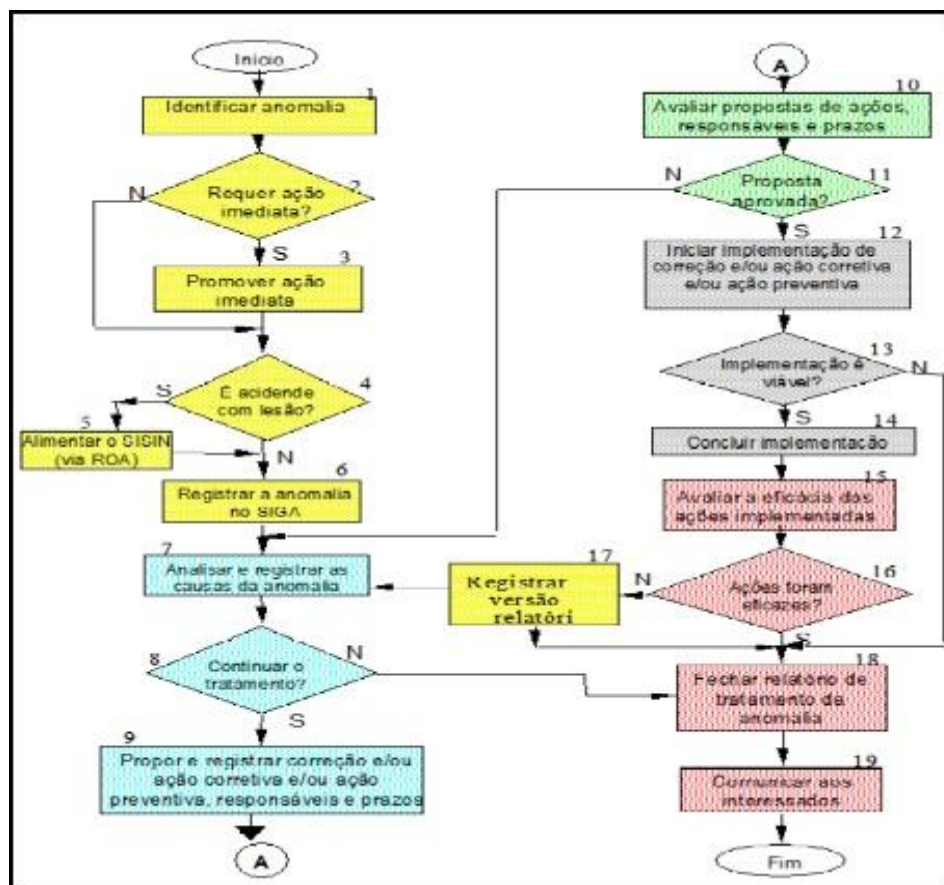 Início
1
Identificar anomalia
2
N
Requer ação
imediata?
S
3
Promover ação
imediata
4
S
É acidende
com lesão?
5
Alimentar o SISIN
(via ROA)
N
6
Registrar a anomalia
no SIGA
7
Analisar e registrar as
causas da anomalia
8
N
Continuar o
tratamento?
S
9
Propor e registrar correção e/ou
ação corretiva e/ou ação
preventiva, responsáveis e prazos
A
A
10
Avaliar propostas de ações,
responsáveis e prazos
N
11
Proposta
aprovada?
S
12
Iniciar implementação de
correção e/ou ação corretiva
e/ou ação preventiva
13
Implementação é
viável?
N
S
14
Concluir implementação
15
Avaliar a eficácia das
ações implementadas
16
N
Ações foram
eficazes?
17
Registrar
versão
relatóri
S
18
Fechar relatório de
tratamento da
anomalia
19
Comunicar aos
interessados
Fim